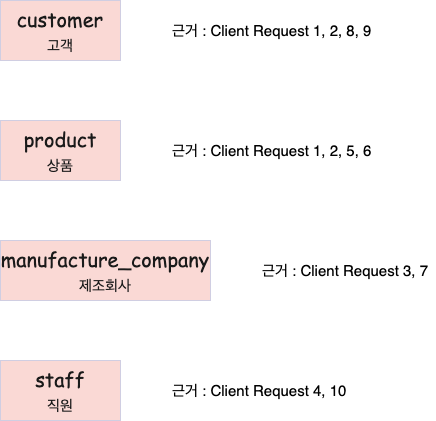 customer
고객
근거 : Client Request 1, 2, 8, 9
product
상품
근거 : Client Request 1, 2, 5, 6
manufacture_company
제조회사
근거 : Client Request 3, 7
staff
직원
근거 : Client Request 4, 10